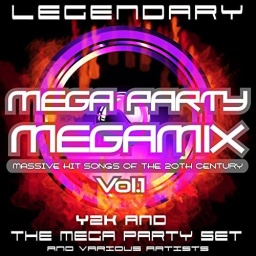 LEGENDARY
MEGA PARTY
MEGAMIX
MASSIVE HIT SONGS OF THE 20TH CENTURY
Vol.1
Y2K AND
THE MEGA PARTY SET
AND VARIOUS ARTISTS